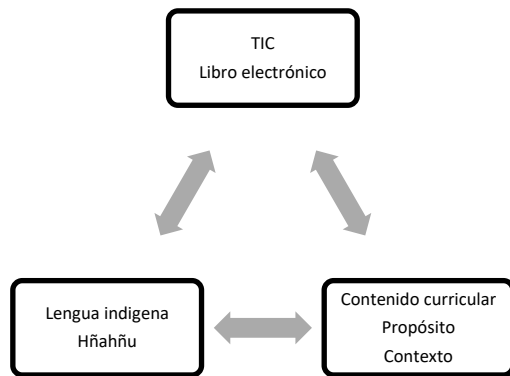 TIC
Libro electrónico
Lengua indigena
Hñahñu
Contenido curricular
Propósito
Contexto